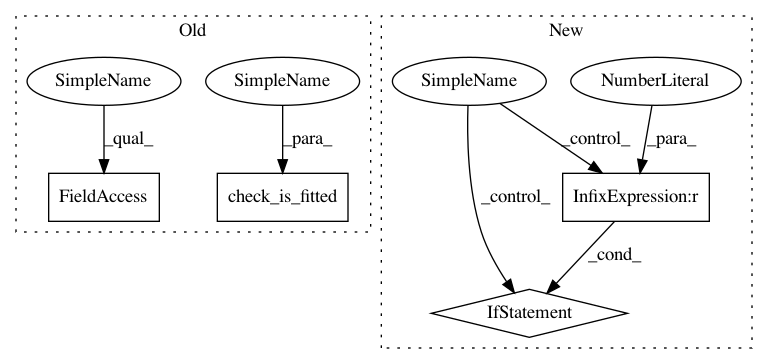 Old
New
SimpleName
SimpleName
SimpleName
NumberLiteral
_qual_
_para_
_control_
_para_
FieldAccess
check_is_fitted
_control_
InfixExpression:r
_cond_
IfStatement